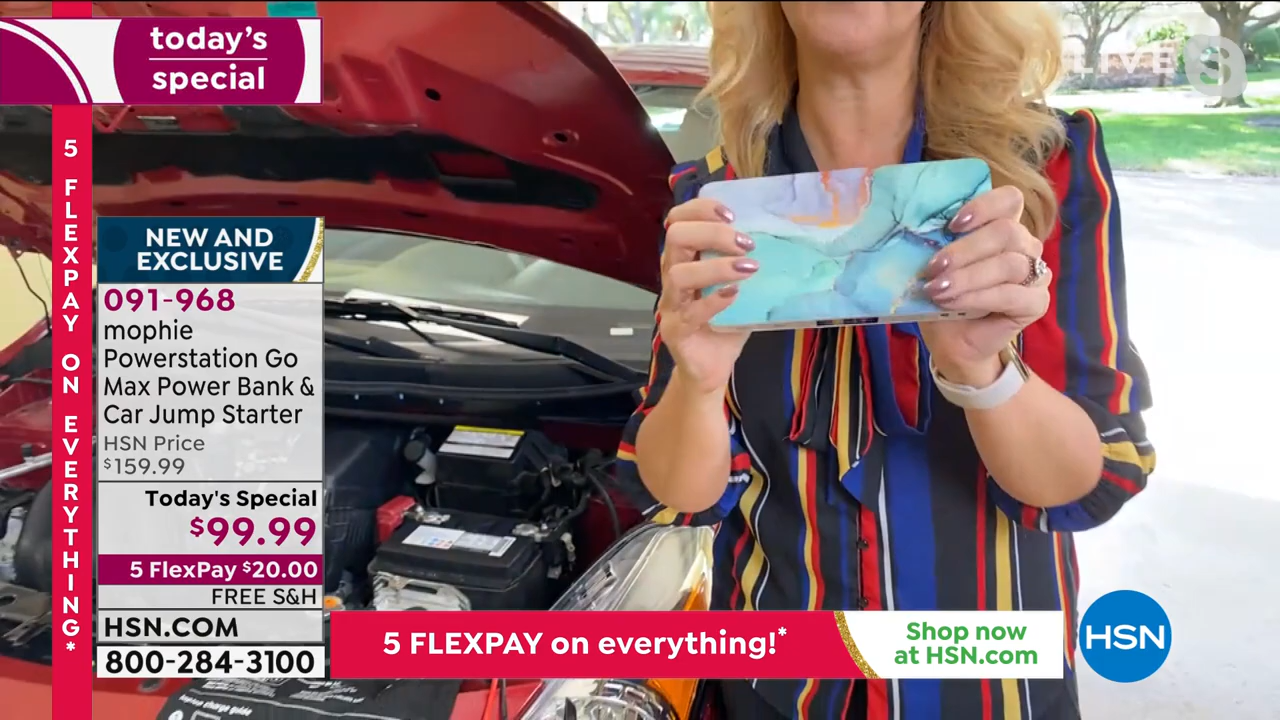 today's
special
LIVE S
5 FLEXPAY ON EVERYTHING*
NEW AND
EXCLUSIVE
091-968
mophie
Powerstation Go
Max Power Bank &
Car Jump Starter
HSN Price
$159.99
Today's Special
$99.99
5 FlexPay $20.00
FREE S&H
HSN.COM
800-284-3100
5 FLEXPAY on everything!*
Shop now
at HSN.com
HSN